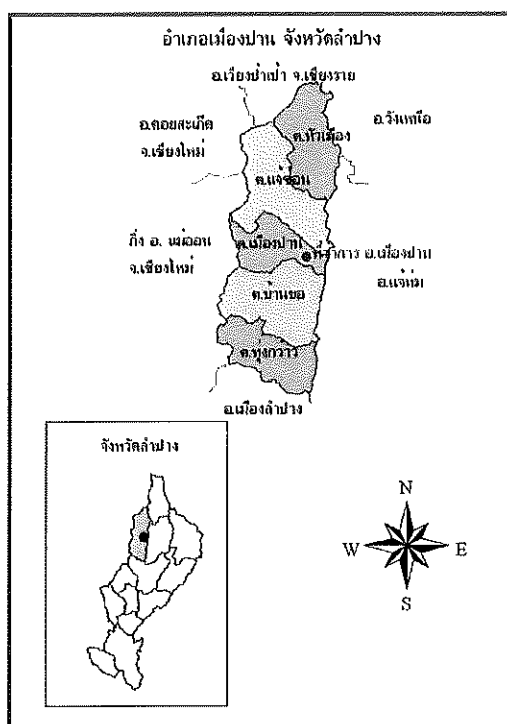 อำเภอเมืองปาน จังหวัดลำปาง
อ.เวียงป่าเป้า จ.เชียงราย
อ.ดอยสะเก็ด
จ.เชียงใหม่
อ.วังเหนือ
ต.หัวเมือง
ต.แจ้ซ้อน
กิ่ง อ. แม่ออน
จ.เชียงใหม่
ต.เมืองปาน
ที่ว่าการ อ.เมืองปาน
อ.แจ้ห่ม
ต.บ้านขอ
ต.ทุ่งกว๋าว
อ.เมืองลำปาง
จังหวัดลำปาง
N
W
E
S